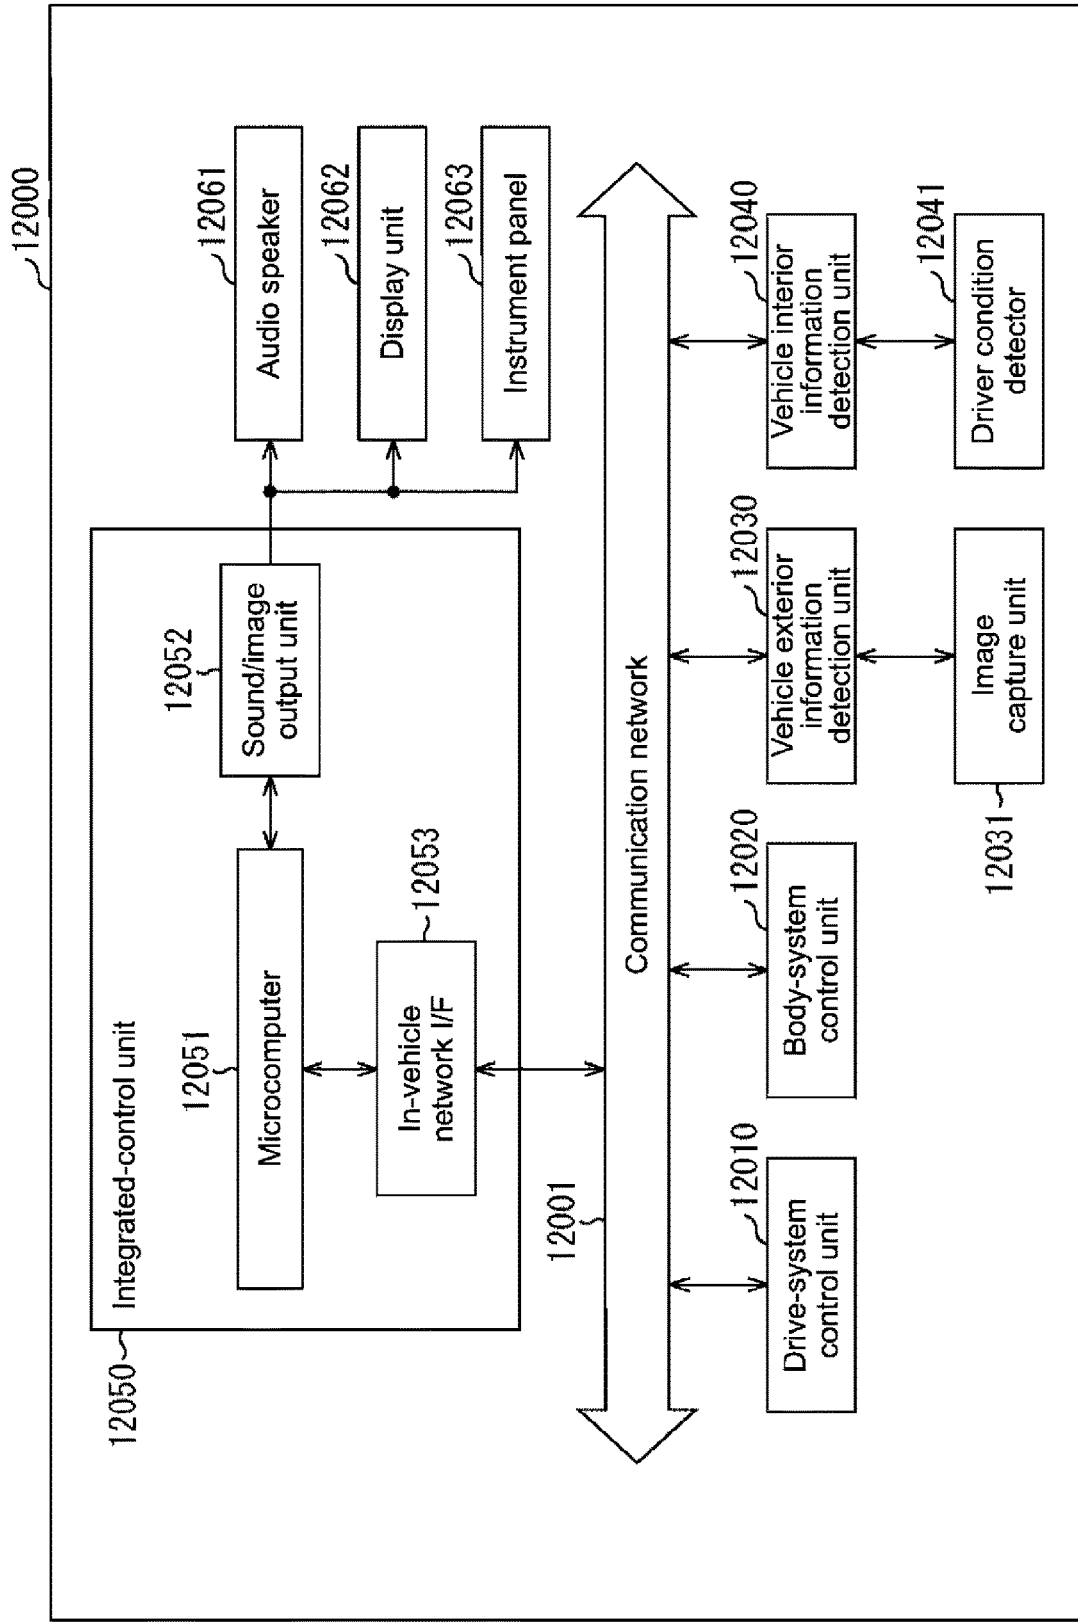 12000
12050
Integrated-control unit
12051
Microcomputer
12052
Sound/image
output unit
12053
In-vehicle
network I/F
12061
Audio speaker
12062
Display unit
12063
Instrument panel
12001
Communication network
12010
Drive-system
control unit
12020
Body-system
control unit
12030
Vehicle exterior
information
detection unit
12040
Vehicle interior
information
detection unit
12031
Image
capture unit
12041
Driver condition
detector